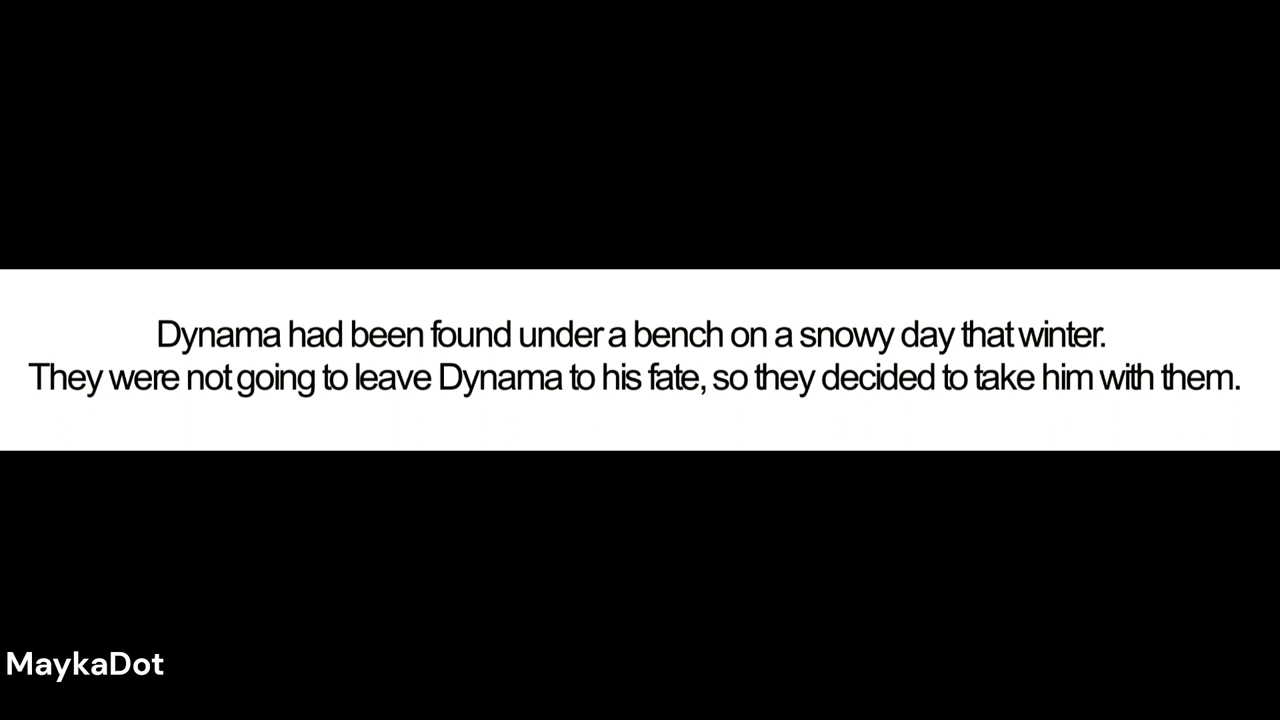 Dynama had been found under a bench on a snowy day that winter.
They were not going to leave Dynama to his fate, so they decided to take him with them.
MaykaDot